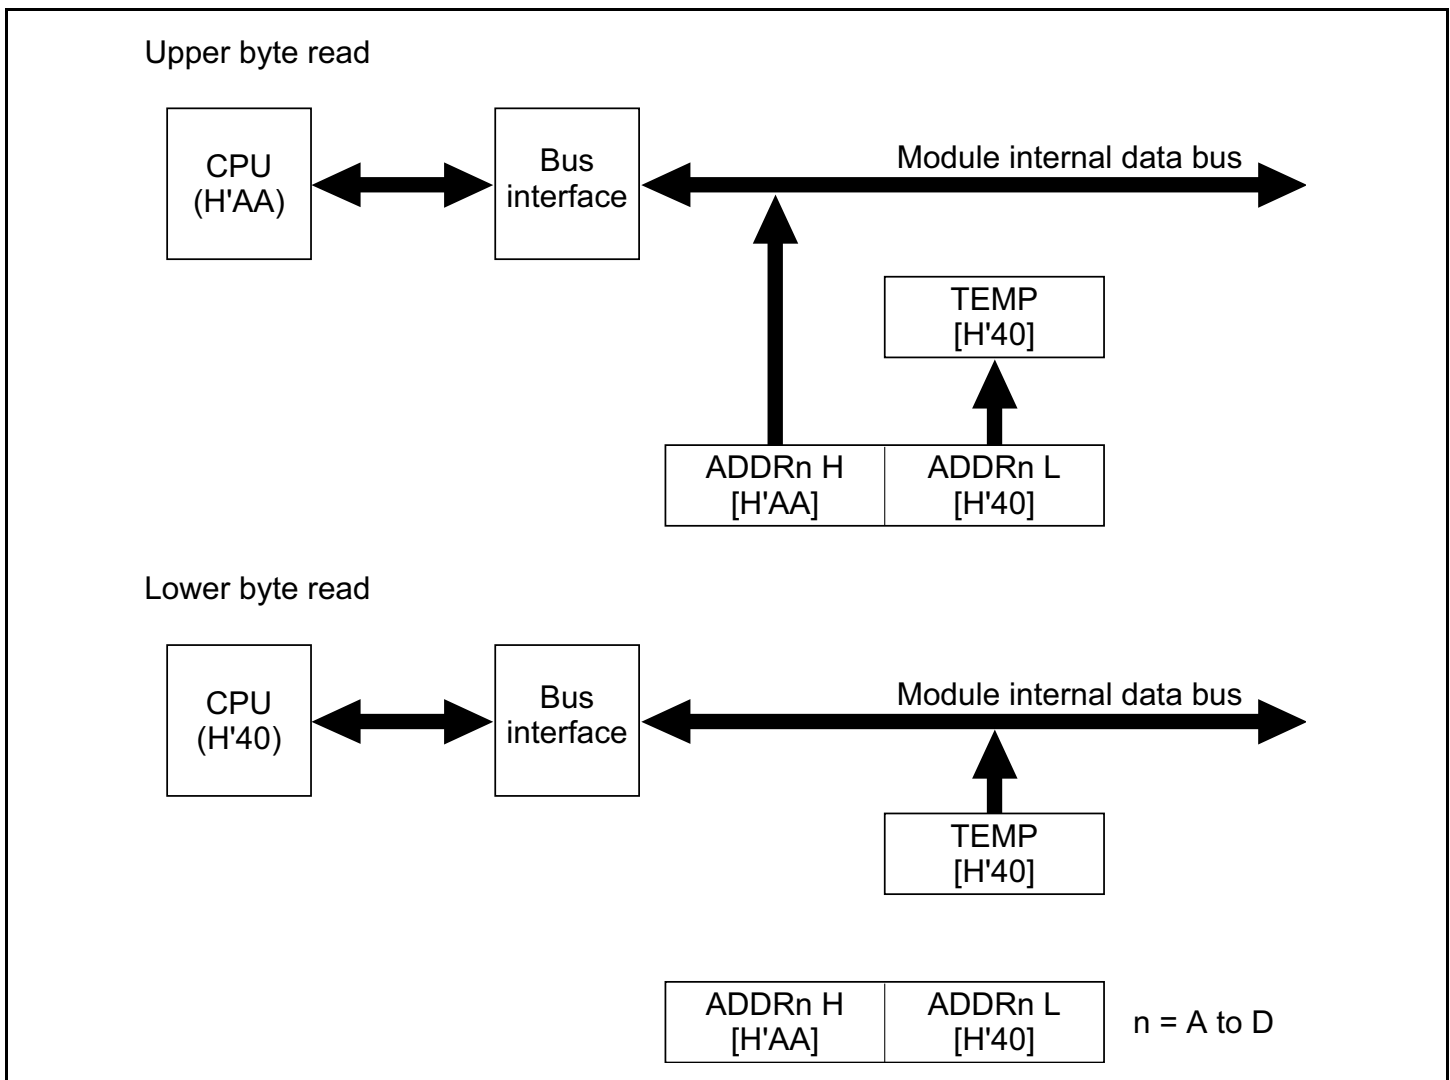 Upper byte read
CPU
(H'AA)
Bus
interface
Module internal data bus
TEMP
[H'40]
ADDRn H
[H'AA]
ADDRn L
[H'40]
Lower byte read
CPU
(H'40)
Bus
interface
Module internal data bus
TEMP
[H'40]
ADDRn H
[H'AA]
ADDRn L
[H'40]
n = A to D